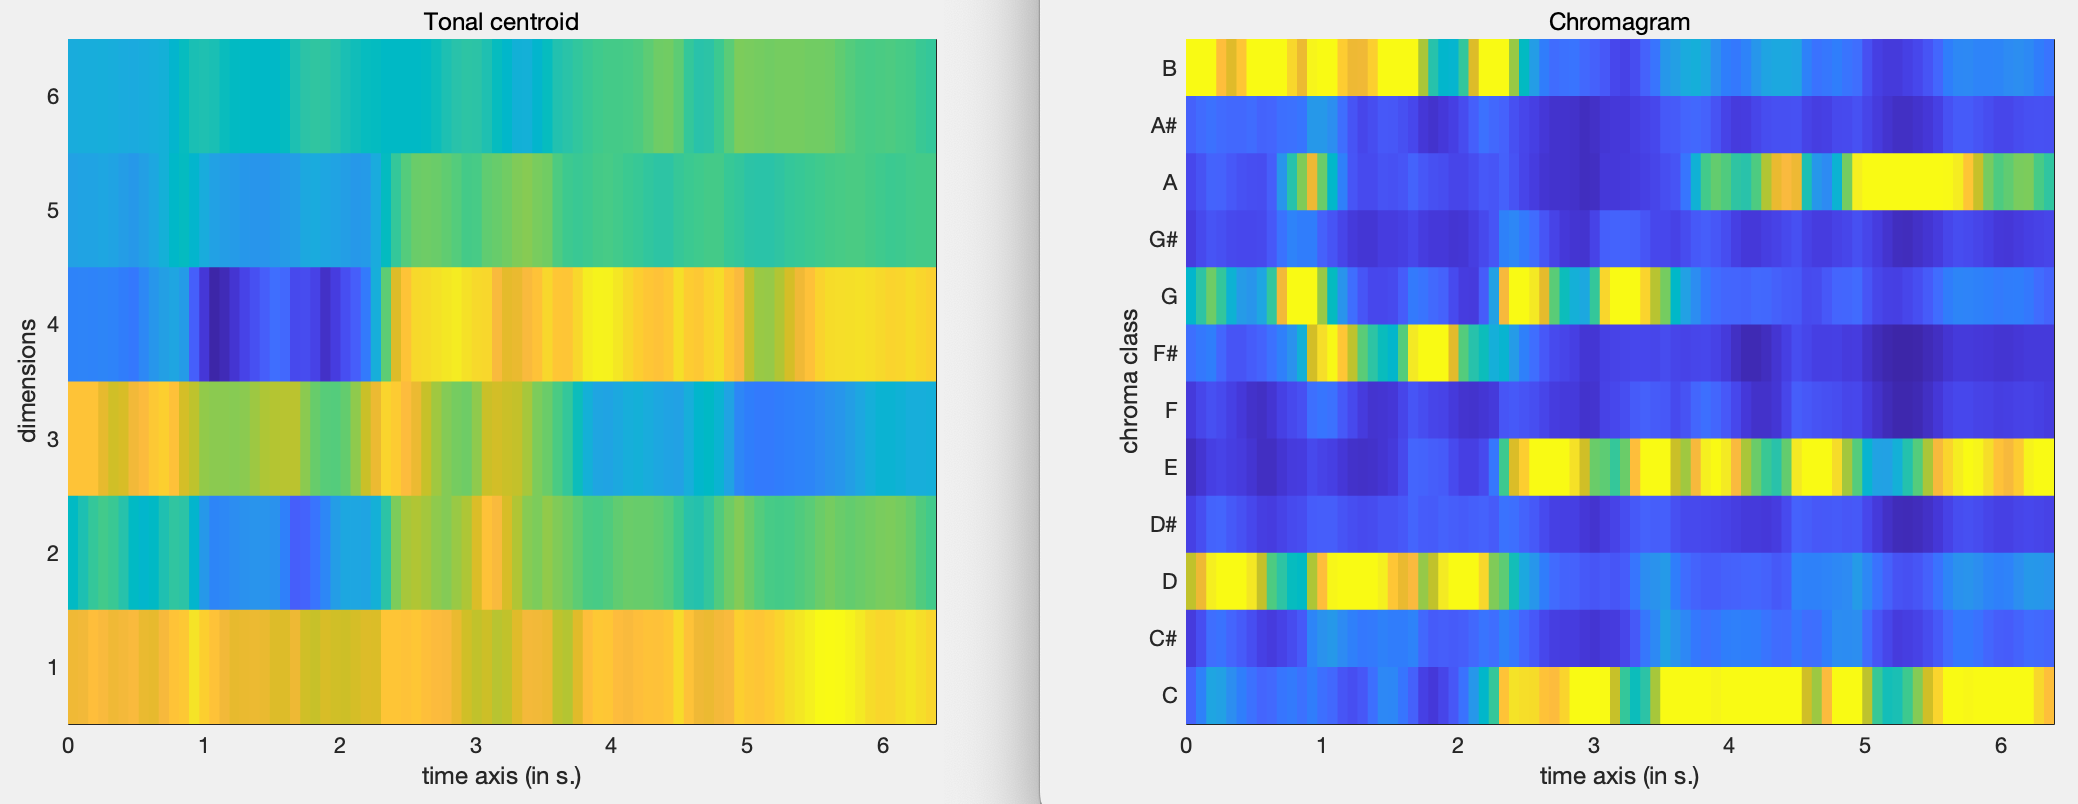 Tonal centroid
dimensions
6
5
4
3
2
1
0 1 2 3 4 5 6
time axis (in s.)
Chromagram
chroma class
B
A#
A
G#
G
F#
F
E
D#
D
C#
C
0 1 2 3 4 5 6
time axis (in s.)